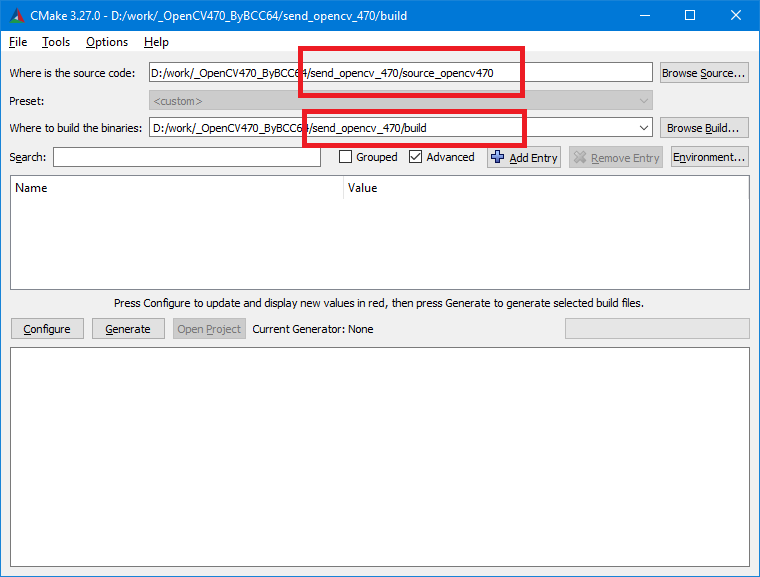 CMake 3.27.0 - D:/work/_OpenCV470_ByBCC64/send_opencv_470/build
File Tools Options Help
Where is the source code: D:/work/_OpenCV470_ByBCC64/send_opencv_470/source_opencv470 Browse Source...
Preset: <custom>
Where to build the binaries: D:/work/_OpenCV470_ByBCC64/send_opencv_470/build Browse Build...
Search: Grouped Advanced Add Entry Remove Entry Environment...
Name Value
Press Configure to update and display new values in red, then press Generate to generate selected build files.
Configure Generate Open Project Current Generator: None